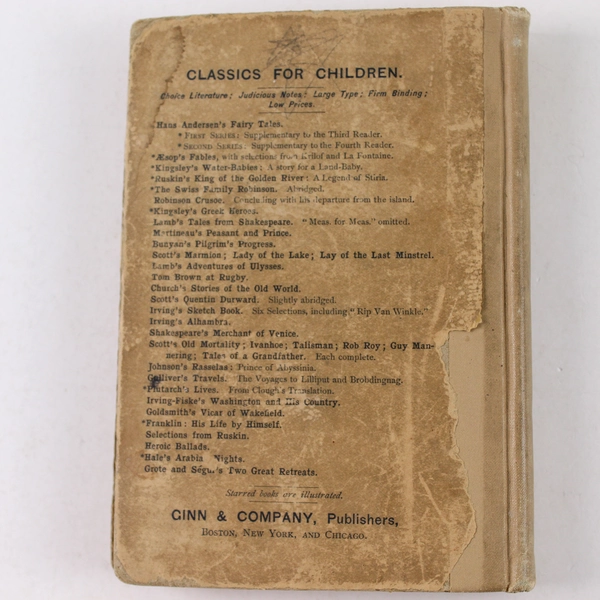 CLASSICS FOR CHILDREN.
Choice Literature; Judicious Notes; Large Type; Firm Binding;
Low Prices.
Hans Andersen's Fairy Tales.
*FIRST SERIES: Supplementary to the Third Reader.
*SECOND SERIES: Supplementary to the Fourth Reader.
*Æsop's Fables, with selections from Krilof and La Fontaine.
*Kingsley's Water-Babies: A story for a Land-Baby.
*Ruskin's King of the Golden River: A Legend of Stiria.
*The Swiss Family Robinson. Abridged.
Robinson Crusoe. Concluding with his departure from the island.
*Kingsley's Greek Heroes.
Lamb's Tales from Shakespeare. "Meas. for Meas." omitted.
Martineau's Peasant and Prince.
Bunyan's Pilgrim's Progress.
Scott's Marmion; Lady of the Lake; Lay of the Last Minstrel.
Lamb's Adventures of Ulysses.
Tom Brown at Rugby.
Church's Stories of the Old World.
Scott's Quentin Durward. Slightly abridged.
Irving's Sketch Book. Six Selections, including "Rip Van Winkle."
Irving's Alhambra.
Shakespeare's Merchant of Venice.
Scott's Old Mortality; Ivanhoe; Talisman; Rob Roy; Guy Man-
nering; Tales of a Grandfather. Each complete.
Johnson's Rasselas: Prince of Abyssinia.
Gulliver's Travels. The Voyages to Lilliput and Brobdingnag.
*Plutarch's Lives. From Clough's Translation.
Irving-Fiske's Washington and His Country.
Goldsmith's Vicar of Wakefield.
*Franklin: His Life by Himself.
Selections from Ruskin.
Heroic Ballads.
*Hale's Arabia Nights.
Grote and Ségur's Two Great Retreats.
Starred books are illustrated.
GINN & COMPANY, Publishers,
BOSTON, NEW YORK, AND CHICAGO.